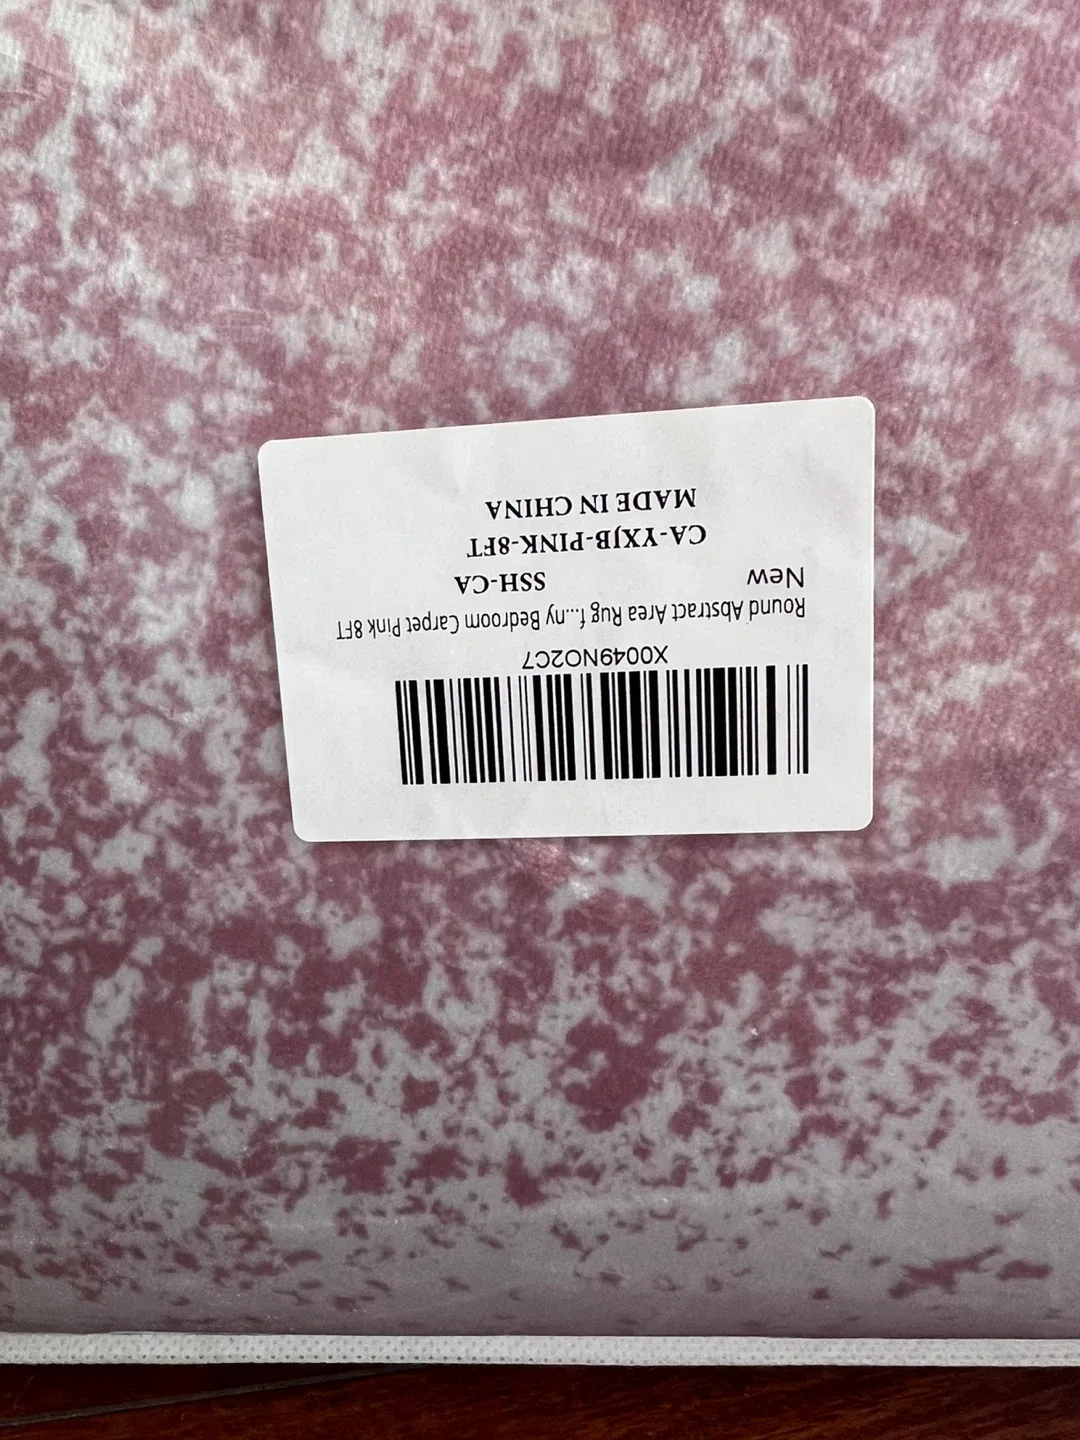 X0049NO2C7
Round Abstract Area Rug f...ny Bedroom Carpet Pink 8FT
New SSH-CA
CA-YXJB-PINK-8FT
MADE IN CHINA